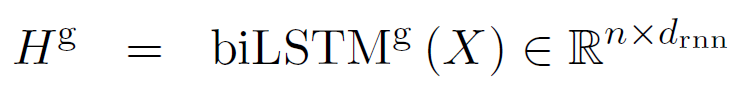 H^g = biLSTM^g (X) ∈ ℝ^{n×d_rnn}